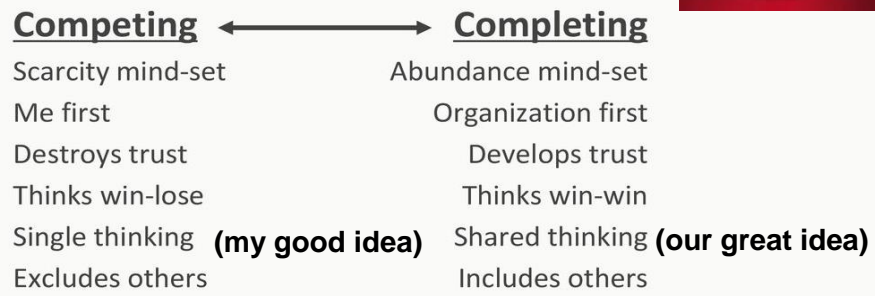 Competing Completing
Scarcity mind-set Abundance mind-set
Me first Organization first
Destroys trust Develops trust
Thinks win-lose Thinks win-win
Single thinking (my good idea) Shared thinking (our great idea)
Excludes others Includes others